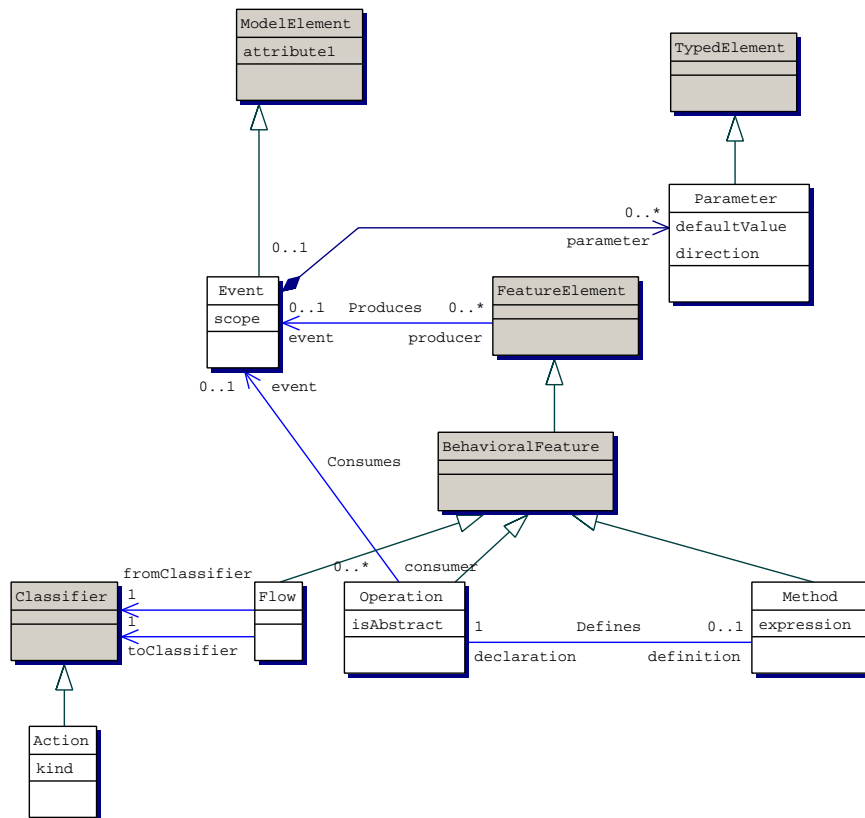 ModelElement
attribute1
TypedElement
Parameter
defaultValue
direction
0..*
parameter
0..1
Event
scope
FeatureElement
0..1 Produces 0..*
event producer
0..1 event
BehavioralFeature
Consumes
0..* consumer
fromClassifier
Classifier
1
1
toClassifier
Flow
Operation
isAbstract
Method
expression
1 Defines 0..1
declaration definition
Action
kind